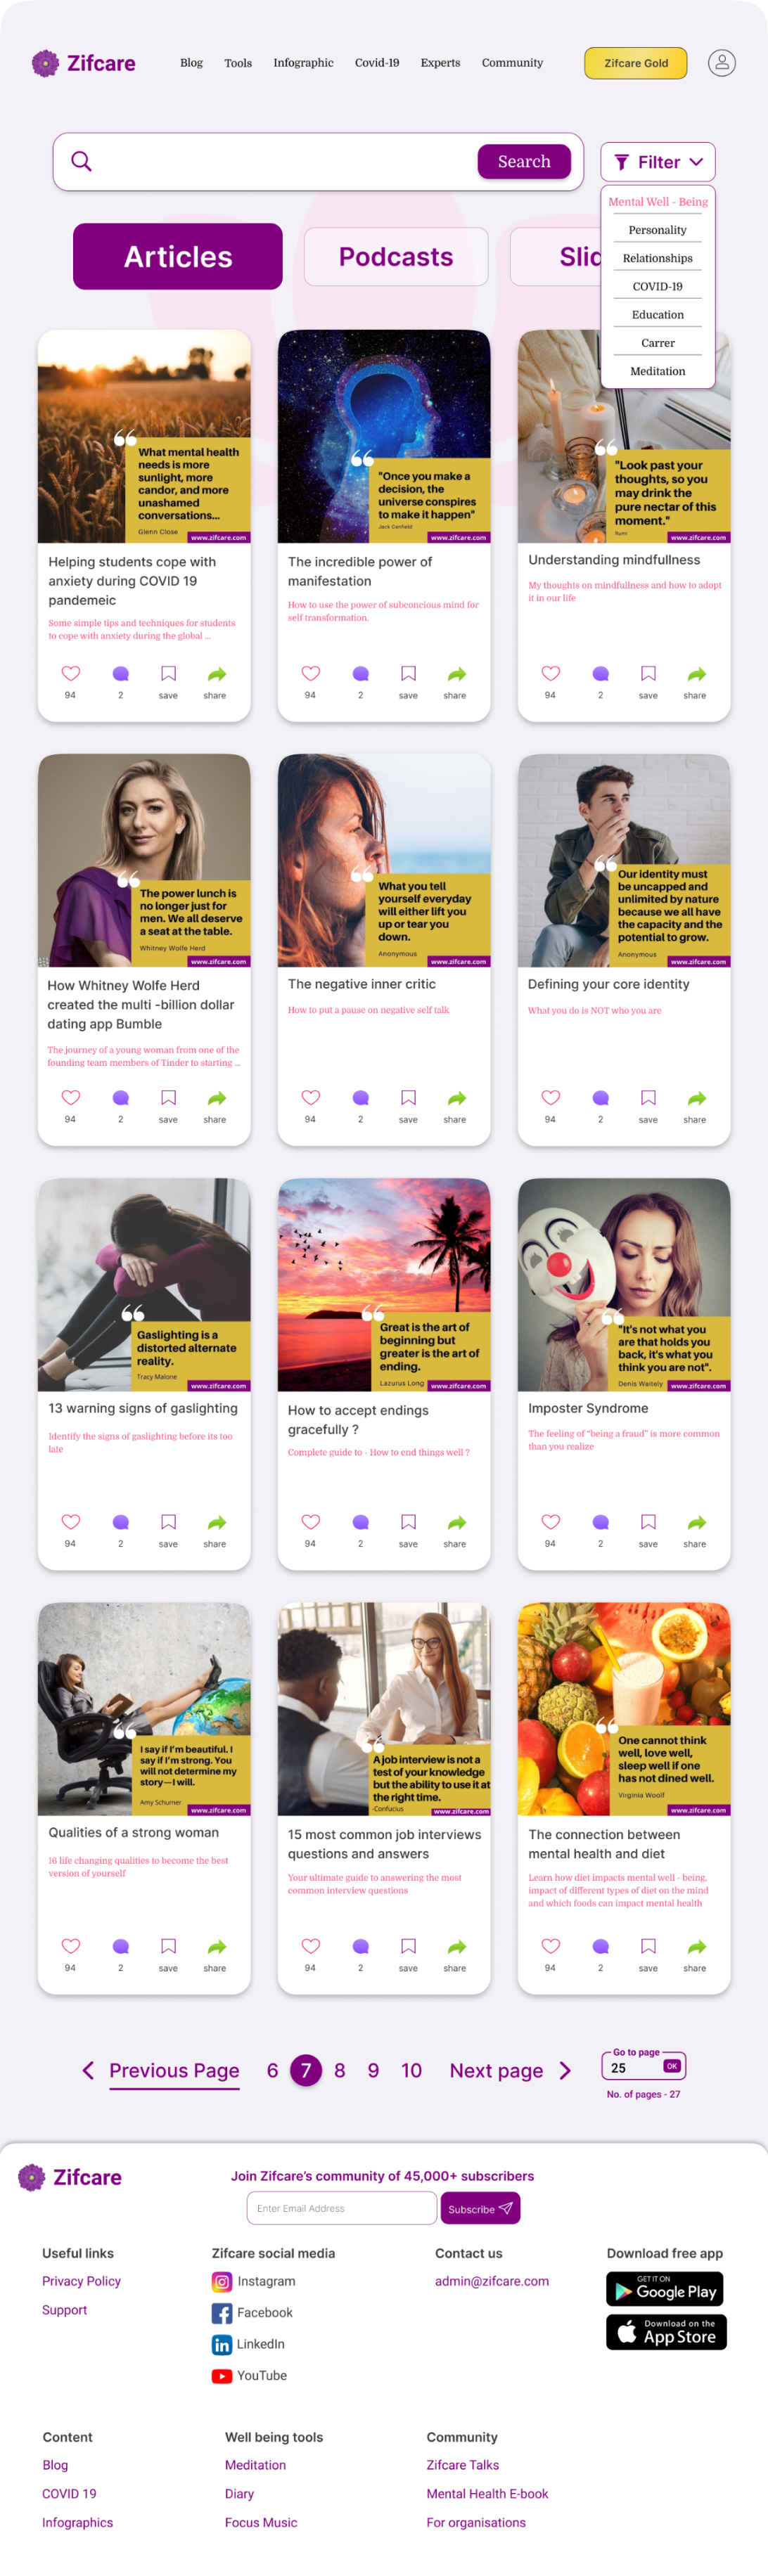 Zifcare
Blog
Tools
Infographic
Covid-19
Experts
Community
Zifcare Gold
Search
Filter
Mental Well - Being
Personality
Relationships
COVID-19
Education
Carrer
Meditation
Articles
Podcasts
Slid
What mental health
needs is more
sunlight, more
candor, and more
unashamed
conversations...
Glenn Close
www.zifcare.com
Helping students cope with
anxiety during COVID 19
pandemeic
Some simple tips and techniques for students
to cope with anxiety during the global ...
94
2
save
share
"Once you make a
decision, the
universe conspires
to make it happen"
Jack Canfield
www.zifcare.com
The incredible power of
manifestation
How to use the power of subconcious mind for
self transformation.
94
2
save
share
"Look past your
thoughts, so you
may drink the
pure nectar of this
moment."
Rumi
www.zifcare.com
Understanding mindfullness
My thoughts on mindfullness and how to adopt
it in our life
94
2
save
share
The power lunch is
no longer just for
men. We all deserve
a seat at the table.
Whitney Wolfe Herd
www.zifcare.com
How Whitney Wolfe Herd
created the multi -billion dollar
dating app Bumble
The journey of a young woman from one of the
founding team members of Tinder to starting ...
94
2
save
share
What you tell
yourself everyday
will either lift you
up or tear you
down.
Anonymous
www.zifcare.com
The negative inner critic
How to put a pause on negative self talk
94
2
save
share
Our identity must
be uncapped and
unlimited by nature
because we all have
the capacity and the
potential to grow.
Anonymous
www.zifcare.com
Defining your core identity
What you do is NOT who you are
94
2
save
share
Gaslighting is a
distorted alternate
reality.
Tracy Malone
www.zifcare.com
13 warning signs of gaslighting
Identify the signs of gaslighting before its too
late
94
2
save
share
Great is the art of
beginning but
greater is the art of
ending.
Lazurus Long
www.zifcare.com
How to accept endings
gracefully ?
Complete guide to - How to end things well ?
94
2
save
share
"It's not what you
are that holds you
back, it's what you
think you are not".
Denis Waitely
www.zifcare.com
Imposter Syndrome
The feeling of “being a fraud” is more common
than you realize
94
2
save
share
I say if I'm beautiful. I
say if I'm strong. You
will not determine my
story—I will.
Amy Schumer
www.zifcare.com
Qualities of a strong woman
16 life changing qualities to become the best
version of yourself
94
2
save
share
A job interview is not a
test of your knowledge
but the ability to use it at
the right time.
-Confucius
www.zifcare.com
15 most common job interviews
questions and answers
Your ultimate guide to answering the most
common interview questions
94
2
save
share
One cannot think
well, love well,
sleep well if one
has not dined well.
Virginia Woolf
www.zifcare.com
The connection between
mental health and diet
Learn how diet impacts mental well - being,
impact of different types of diet on the mind
and which foods can impact mental health
94
2
save
share
Previous Page
6
7
8
9
10
Next page
Go to page
25
OK
No. of pages - 27
Zifcare
Join Zifcare’s community of 45,000+ subscribers
Enter Email Address
Subscribe
Useful links
Privacy Policy
Support
Zifcare social media
Instagram
Facebook
LinkedIn
YouTube
Contact us
admin@zifcare.com
Download free app
GET IT ON
Google Play
Download on the
App Store
Content
Blog
COVID 19
Infographics
Well being tools
Meditation
Diary
Focus Music
Community
Zifcare Talks
Mental Health E-book
For organisations